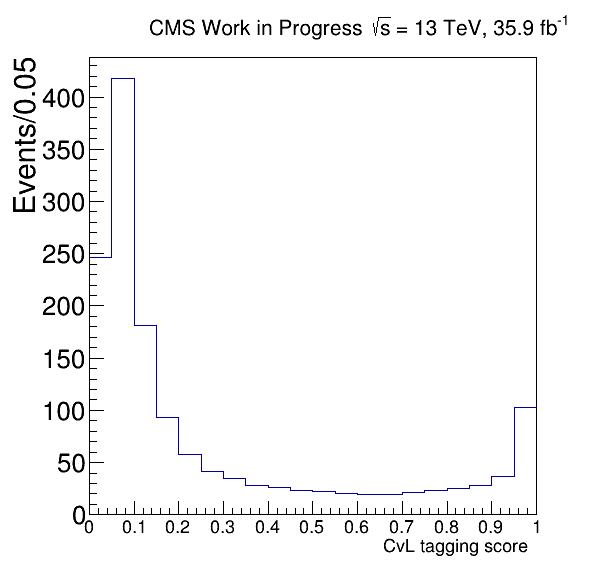 CMS Work in Progress √s = 13 TeV, 35.9 fb⁻¹
Events/0.05
400
350
300
250
200
150
100
50
0
0 0.1 0.2 0.3 0.4 0.5 0.6 0.7 0.8 0.9 1
CvL tagging score